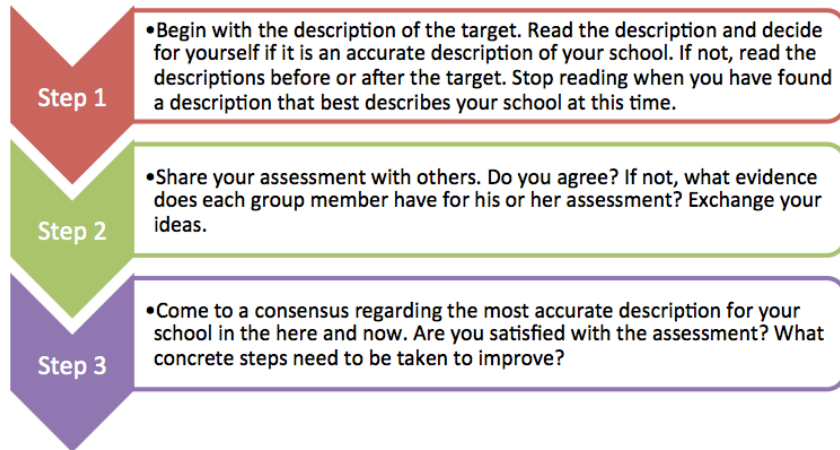 Step 1
•Begin with the description of the target. Read the description and decide
for yourself if it is an accurate description of your school. If not, read the
descriptions before or after the target. Stop reading when you have found
a description that best describes your school at this time.
Step 2
•Share your assessment with others. Do you agree? If not, what evidence
does each group member have for his or her assessment? Exchange your
ideas.
Step 3
•Come to a consensus regarding the most accurate description for your
school in the here and now. Are you satisfied with the assessment? What
concrete steps need to be taken to improve?